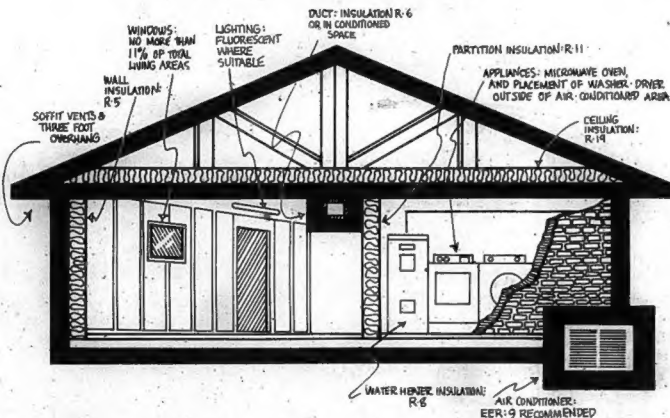 DUCT: INSULATION R-6
OR IN CONDITIONED
SPACE
WINDOWS:
NO MORE THAN
11% OF TOTAL
LIVING AREAS
LIGHTING:
FLUORESCENT
WHERE
SUITABLE
PARTITION INSULATION: R-11
WALL
INSULATION:
R-5
APPLIANCES: MICROWAVE OVEN,
AND PLACEMENT OF WASHER-DRYER
OUTSIDE OF AIR-CONDITIONED AREA
SOFFIT VENTS &
THREE FOOT
OVERHANG
CEILING
INSULATION:
R-19
WATER HEATER INSULATION:
R-8
AIR CONDITIONER:
EER: 9 RECOMMENDED